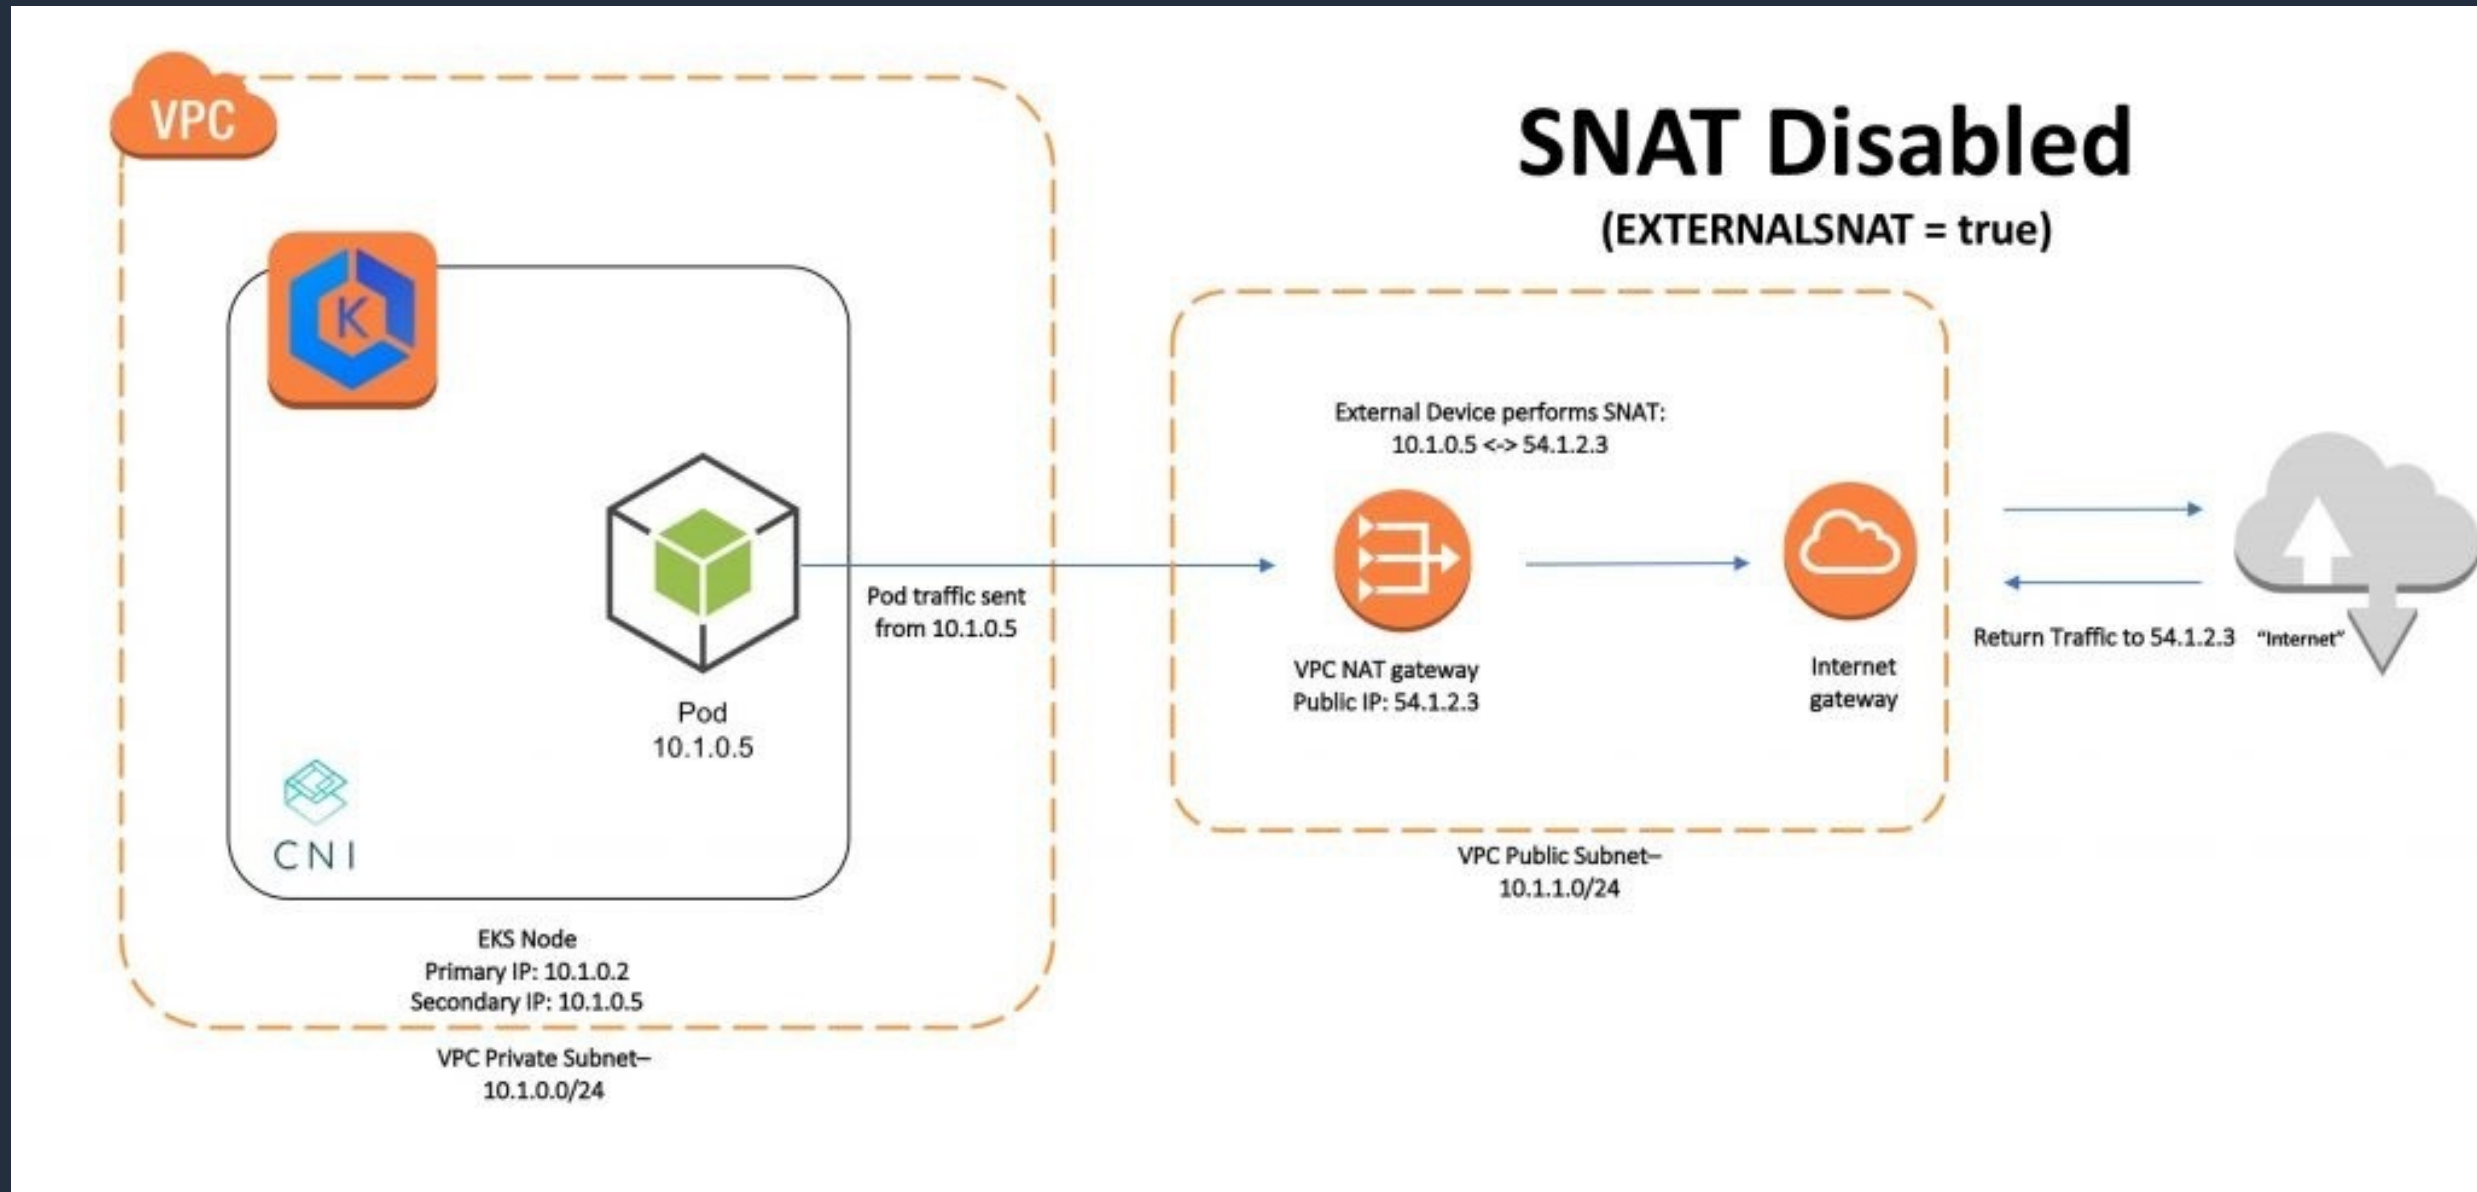 VPC
SNAT Disabled
(EXTERNALSNAT = true)
K
External Device performs SNAT:
10.1.0.5 <-> 54.1.2.3
Pod traffic sent
from 10.1.0.5
Return Traffic to 54.1.2.3
"Internet"
VPC NAT gateway
Public IP: 54.1.2.3
Internet
gateway
Pod
10.1.0.5
CNI
VPC Public Subnet–
10.1.1.0/24
EKS Node
Primary IP: 10.1.0.2
Secondary IP: 10.1.0.5
VPC Private Subnet–
10.1.0.0/24